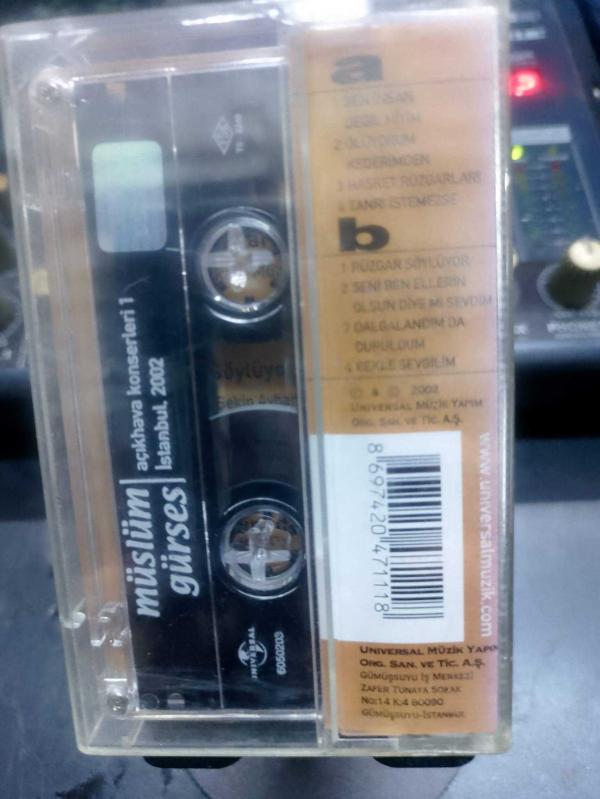 müslüm
gürses
açıkhava konserleri 1
İstanbul, 2002
UNIVERSAL
6050203
Söylüyo
Sekin Ayhan
a
1 BEN İNSAN
DEĞİL MİYİM
2 ÖLÜYORUM
KEDERİMDEN
3 HASRET RÜZGARLARI
4 TANRI İSTEMEZSE
b
1 RÜZGAR SÖYLÜYOR
2 SENİ BEN ELLERİN
OLSUN DİYE Mİ SEVDİM
3 DALGALANDIM DA
DURULDUM
4 BEKLE SEVGİLİM
℗ & © 2002
UNIVERSAL MÜZİK YAPIM
ORG. SAN. VE TİC. A.Ş.
8 697420 471118
www.universalmuzik.com
UNIVERSAL MÜZİK YAPIM
ORG. SAN. VE TİC. A.Ş.
GÜMÜŞSUYU İŞ MERKEZİ
ZAFER TUNAYA SOKAK
NO:14 K:4 80090
GÜMÜŞSUYU-İSTANBUL